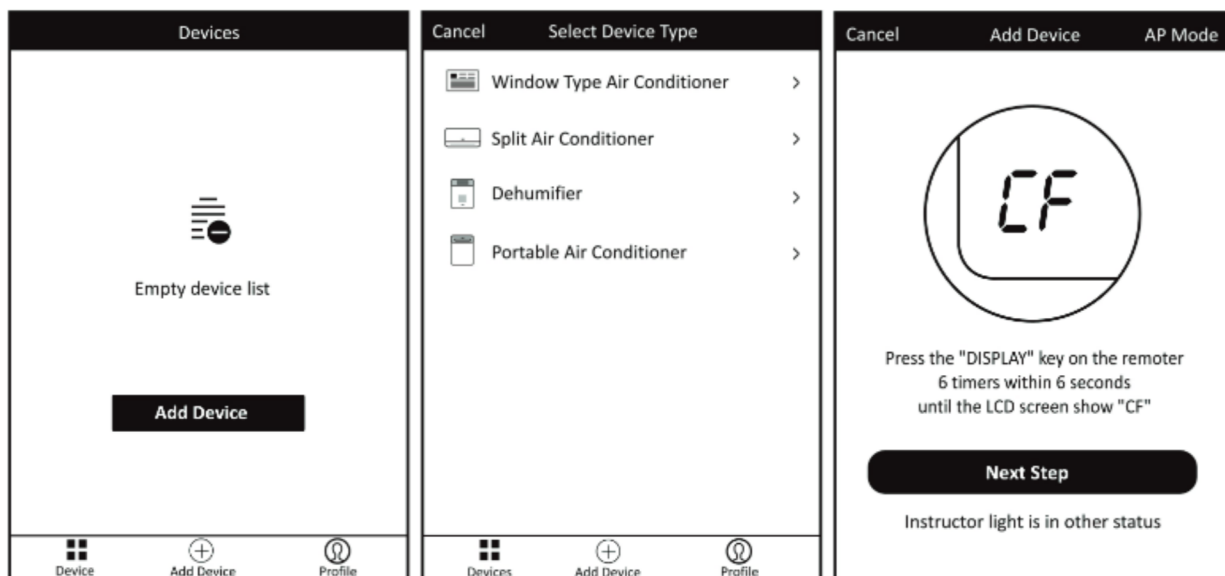 Devices
Empty device list
Add Device
Device
Add Device
Profile
Cancel
Select Device Type
Window Type Air Conditioner
Split Air Conditioner
Dehumifier
Portable Air Conditioner
Devices
Add Device
Profile
Cancel
Add Device
AP Mode
CF
Press the "DISPLAY" key on the remoter
6 timers within 6 seconds
until the LCD screen show "CF"
Next Step
Instructor light is in other status